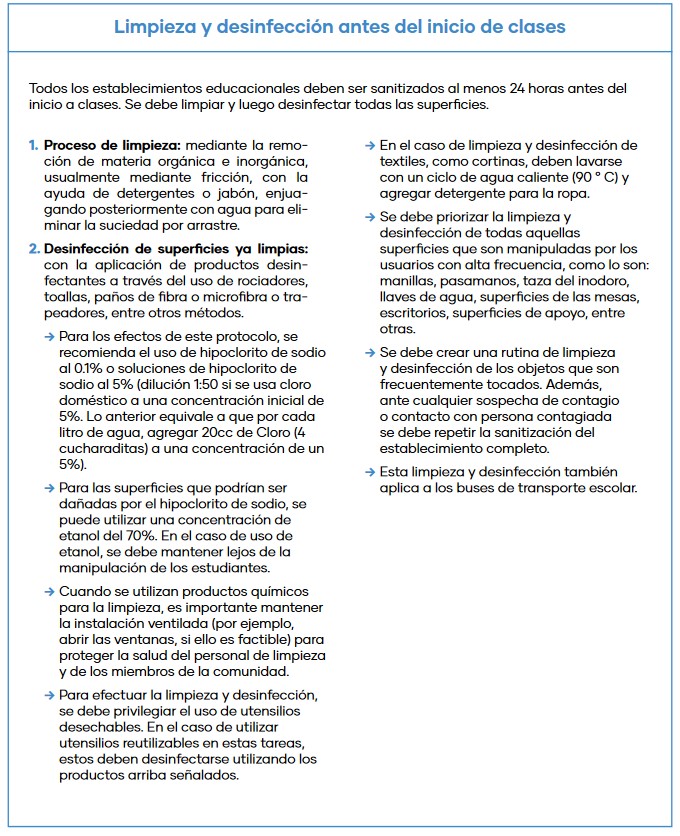 Limpieza y desinfección antes del inicio de clases
Todos los establecimientos educacionales deben ser sanitizados al menos 24 horas antes del
inicio a clases. Se debe limpiar y luego desinfectar todas las superficies.
1. Proceso de limpieza: mediante la remo-
ción de materia orgánica e inorgánica,
usualmente mediante fricción, con la
ayuda de detergentes o jabón, enjua-
gando posteriormente con agua para eli-
minar la suciedad por arrastre.
2. Desinfección de superficies ya limpias:
con la aplicación de productos desin-
fectantes a través del uso de rociadores,
toallas, paños de fibra o microfibra o tra-
peadores, entre otros métodos.
→ Para los efectos de este protocolo, se
recomienda el uso de hipoclorito de sodio
al 0.1% o soluciones de hipoclorito de
sodio al 5% (dilución 1:50 si se usa cloro
doméstico a una concentración inicial de
5%. Lo anterior equivale a que por cada
litro de agua, agregar 20cc de Cloro (4
cucharaditas) a una concentración de un
5%).
→ Para las superficies que podrían ser
dañadas por el hipoclorito de sodio, se
puede utilizar una concentración de
etanol del 70%. En el caso de uso de
etanol, se debe mantener lejos de la
manipulación de los estudiantes.
→ Cuando se utilizan productos químicos
para la limpieza, es importante mantener
la instalación ventilada (por ejemplo,
abrir las ventanas, si ello es factible) para
proteger la salud del personal de limpieza
y de los miembros de la comunidad.
→ Para efectuar la limpieza y desinfección,
se debe privilegiar el uso de utensilios
desechables. En el caso de utilizar
utensilios reutilizables en estas tareas,
estos deben desinfectarse utilizando los
productos arriba señalados.
→ En el caso de limpieza y desinfección de
textiles, como cortinas, deben lavarse
con un ciclo de agua caliente (90 ° C) y
agregar detergente para la ropa.
→ Se debe priorizar la limpieza y
desinfección de todas aquellas
superficies que son manipuladas por los
usuarios con alta frecuencia, como lo son:
manillas, pasamanos, taza del inodoro,
llaves de agua, superficies de las mesas,
escritorios, superficies de apoyo, entre
otras.
→ Se debe crear una rutina de limpieza
y desinfección de los objetos que son
frecuentemente tocados. Además,
ante cualquier sospecha de contagio
o contacto con persona contagiada
se debe repetir la sanitización del
establecimiento completo.
→ Esta limpieza y desinfección también
aplica a los buses de transporte escolar.